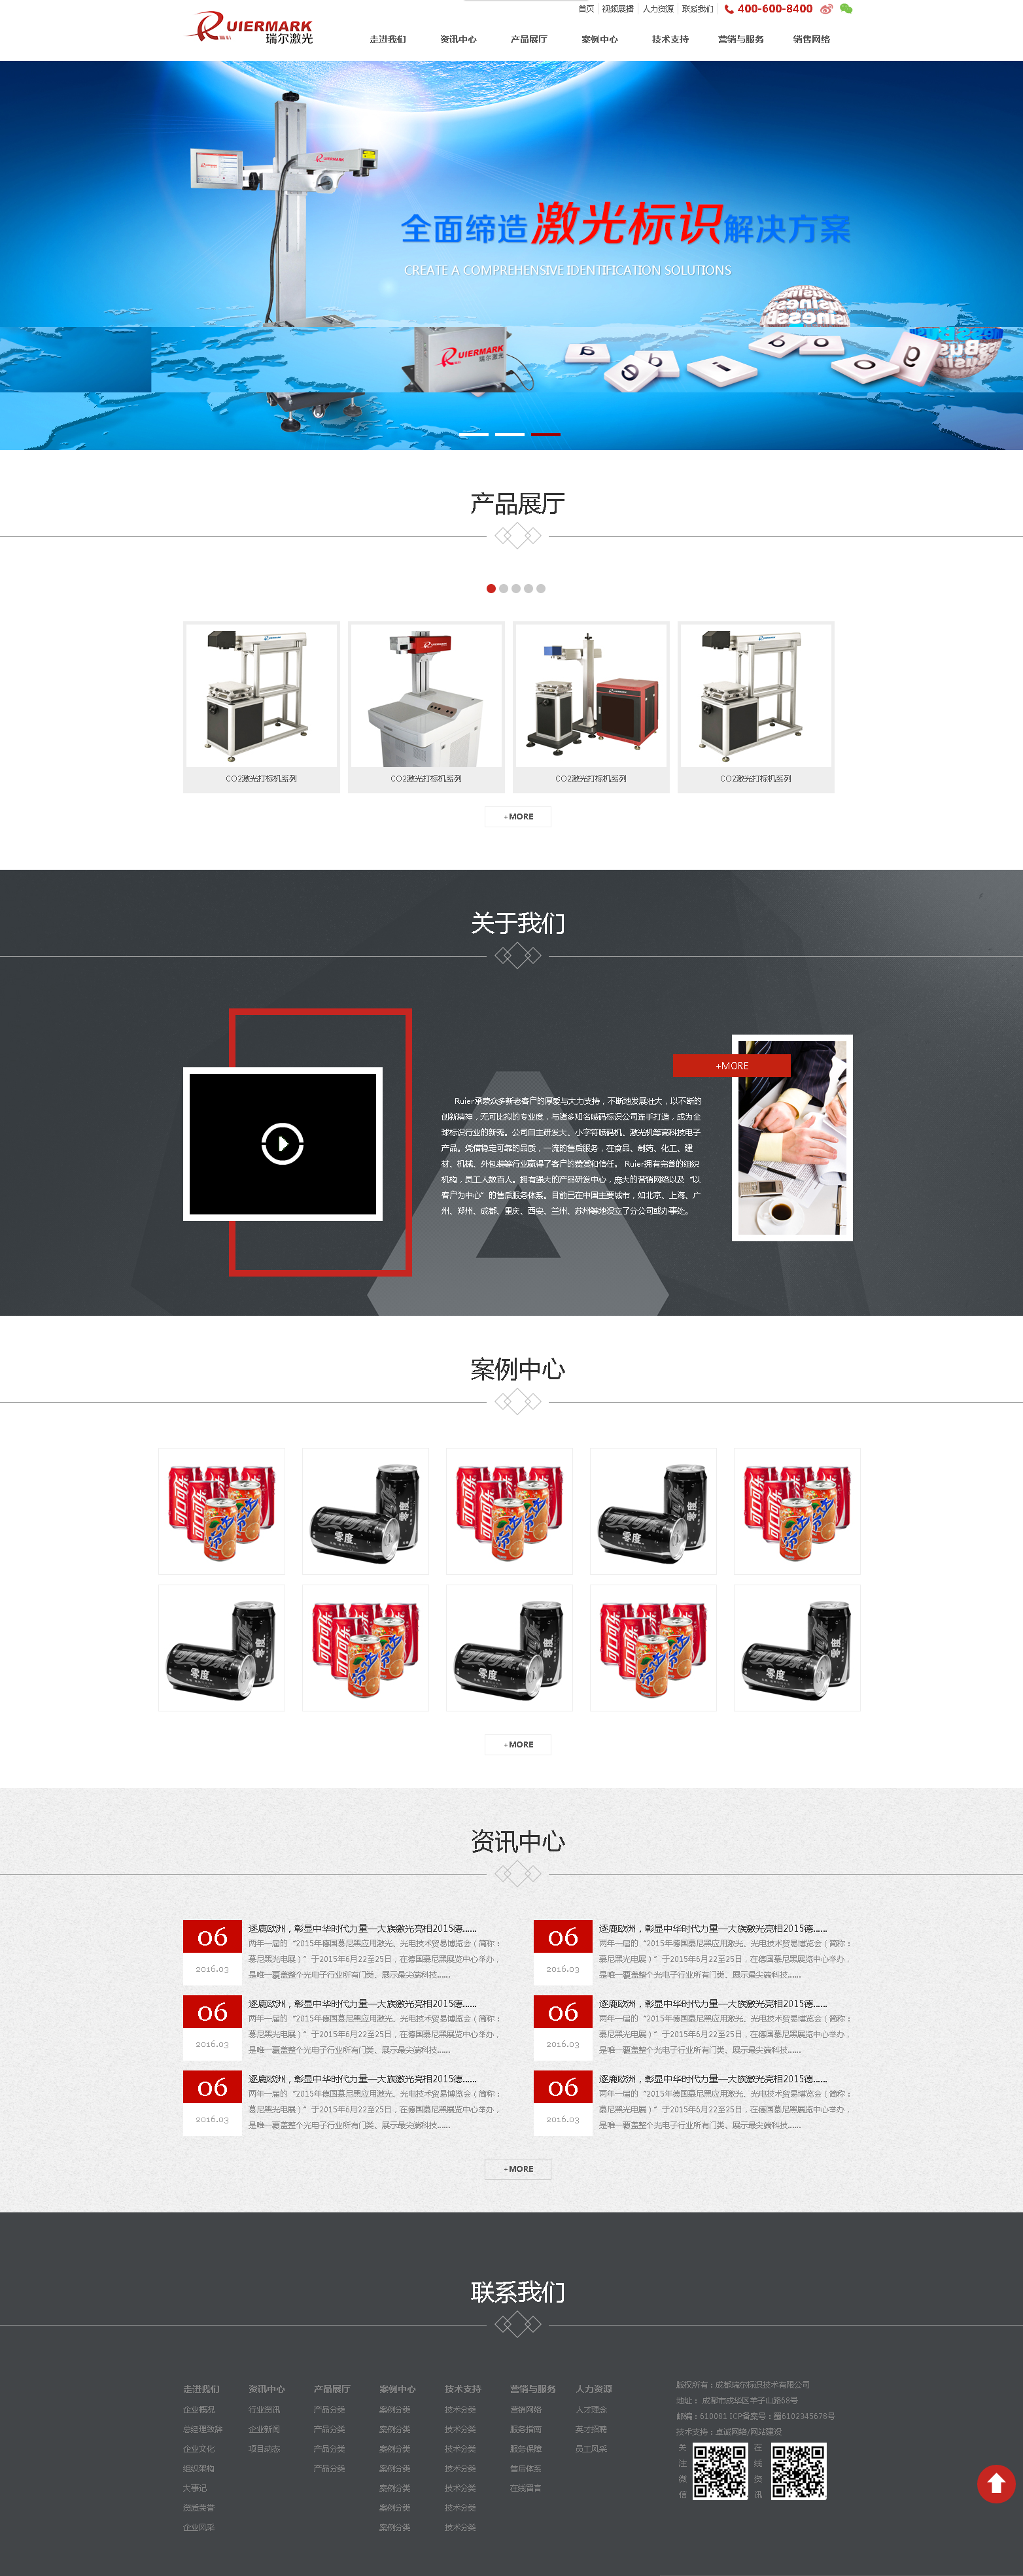 首页 视频展播 人力资源 联系我们 400-600-8400
RUIERMARK
瑞尔激光
走进我们 资讯中心 产品展厅 案例中心 技术支持 营销与服务 销售网络
RUIERMARK
全面缔造激光标识解决方案
CREATE A COMPREHENSIVE IDENTIFICATION SOLUTIONS
Business
RUIERMARK
瑞尔激光
产品展厅
CO2激光打标机系列 CO2激光打标机系列 CO2激光打标机系列 CO2激光打标机系列
+MORE
关于我们
+MORE
Ruier承蒙众多新老客户的厚爱与大力支持，不断地发展壮大，以不断的
创新精神，无可比拟的专业度，与诸多知名喷码标识公司连手打造，成为全
球标识行业的新秀。公司自主研发大、小字符喷码机、激光机等高科技电子
产品。凭借稳定可靠的品质，一流的售后服务，在食品、制药、化工、建
材、机械、外包装等行业赢得了客户的赞赏和信任。 Ruier拥有完善的组织
机构，员工人数百人。拥有强大的产品研发中心，庞大的营销网络以及“以
客户为中心”的售后服务体系。目前已在中国主要城市，如北京、上海、广
州、郑州、成都、重庆、西安、兰州、苏州等地设立了分公司或办事处。
案例中心
零度 零度
零度 零度 零度
+MORE
资讯中心
06
2016.03
逐鹿欧洲，彰显中华时代力量—大族激光亮相2015德......
两年一届的“2015年德国慕尼黑应用激光、光电技术贸易博览会（简称：
慕尼黑光电展）”于2015年6月22至25日，在德国慕尼黑展览中心举办，
是唯一覆盖整个光电子行业所有门类、展示最尖端科技......
06
2016.03
逐鹿欧洲，彰显中华时代力量—大族激光亮相2015德......
两年一届的“2015年德国慕尼黑应用激光、光电技术贸易博览会（简称：
慕尼黑光电展）”于2015年6月22至25日，在德国慕尼黑展览中心举办，
是唯一覆盖整个光电子行业所有门类、展示最尖端科技......
06
2016.03
逐鹿欧洲，彰显中华时代力量—大族激光亮相2015德......
两年一届的“2015年德国慕尼黑应用激光、光电技术贸易博览会（简称：
慕尼黑光电展）”于2015年6月22至25日，在德国慕尼黑展览中心举办，
是唯一覆盖整个光电子行业所有门类、展示最尖端科技......
06
2016.03
逐鹿欧洲，彰显中华时代力量—大族激光亮相2015德......
两年一届的“2015年德国慕尼黑应用激光、光电技术贸易博览会（简称：
慕尼黑光电展）”于2015年6月22至25日，在德国慕尼黑展览中心举办，
是唯一覆盖整个光电子行业所有门类、展示最尖端科技......
06
2016.03
逐鹿欧洲，彰显中华时代力量—大族激光亮相2015德......
两年一届的“2015年德国慕尼黑应用激光、光电技术贸易博览会（简称：
慕尼黑光电展）”于2015年6月22至25日，在德国慕尼黑展览中心举办，
是唯一覆盖整个光电子行业所有门类、展示最尖端科技......
06
2016.03
逐鹿欧洲，彰显中华时代力量—大族激光亮相2015德......
两年一届的“2015年德国慕尼黑应用激光、光电技术贸易博览会（简称：
慕尼黑光电展）”于2015年6月22至25日，在德国慕尼黑展览中心举办，
是唯一覆盖整个光电子行业所有门类、展示最尖端科技......
+MORE
联系我们
走进我们 资讯中心 产品展厅 案例中心 技术支持 营销与服务 人力资源
企业概况 行业资讯 产品分类 案例分类 技术分类 营销网络 人才理念
总经理致辞 企业新闻 产品分类 案例分类 技术分类 服务指南 英才招聘
企业文化 项目动态 产品分类 案例分类 技术分类 服务保障 员工风采
组织架构 产品分类 案例分类 技术分类 售后体系
大事记 案例分类 技术分类 在线留言
资质荣誉 案例分类 技术分类
企业风采 案例分类 技术分类
版权所有：成都瑞尔标识技术有限公司
地址： 成都市成华区羊子山路68号
邮编：610081 ICP备案号：蜀6102345678号
技术支持：卓诚网络/网站建设
关注微信
在线资讯